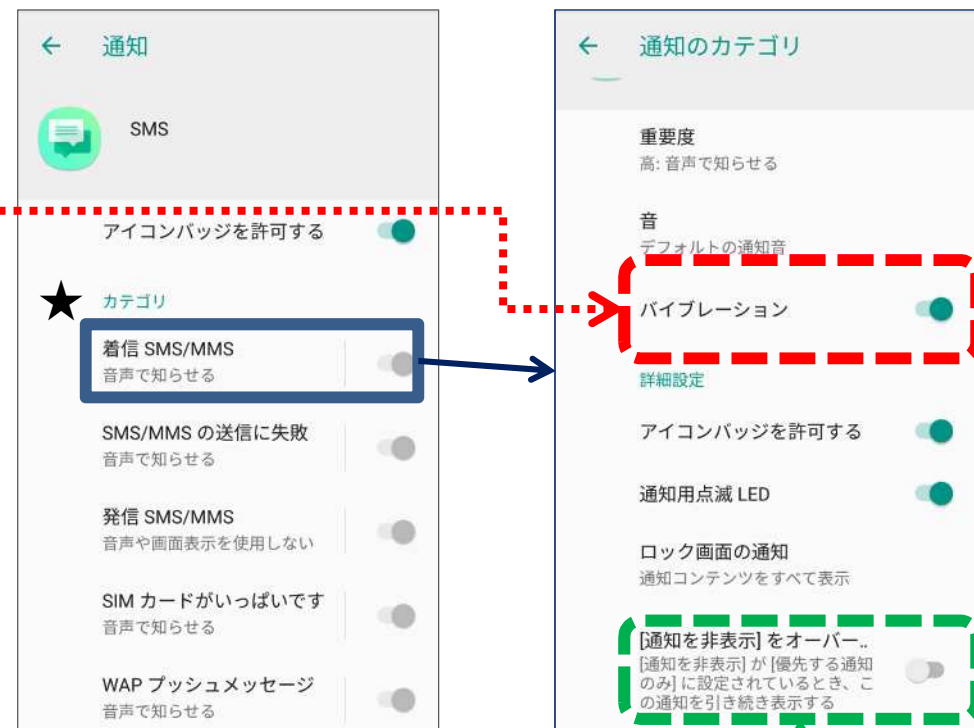 通知
SMS
アイコンバッジを許可する
カテゴリ
着信 SMS/MMS
音声で知らせる
SMS/MMS の送信に失敗
音声で知らせる
発信 SMS/MMS
音声や画面表示を使用しない
SIM カードがいっぱいです
音声で知らせる
WAP プッシュメッセージ
音声で知らせる
通知のカテゴリ
重要度
高: 音声で知らせる
音
デフォルトの通知音
バイブレーション
詳細設定
アイコンバッジを許可する
通知用点滅 LED
ロック画面の通知
通知コンテンツをすべて表示
[通知を非表示] をオーバー..
[通知を非表示] が [優先する通知
のみ] に設定されているとき、こ
の通知を引き続き表示する